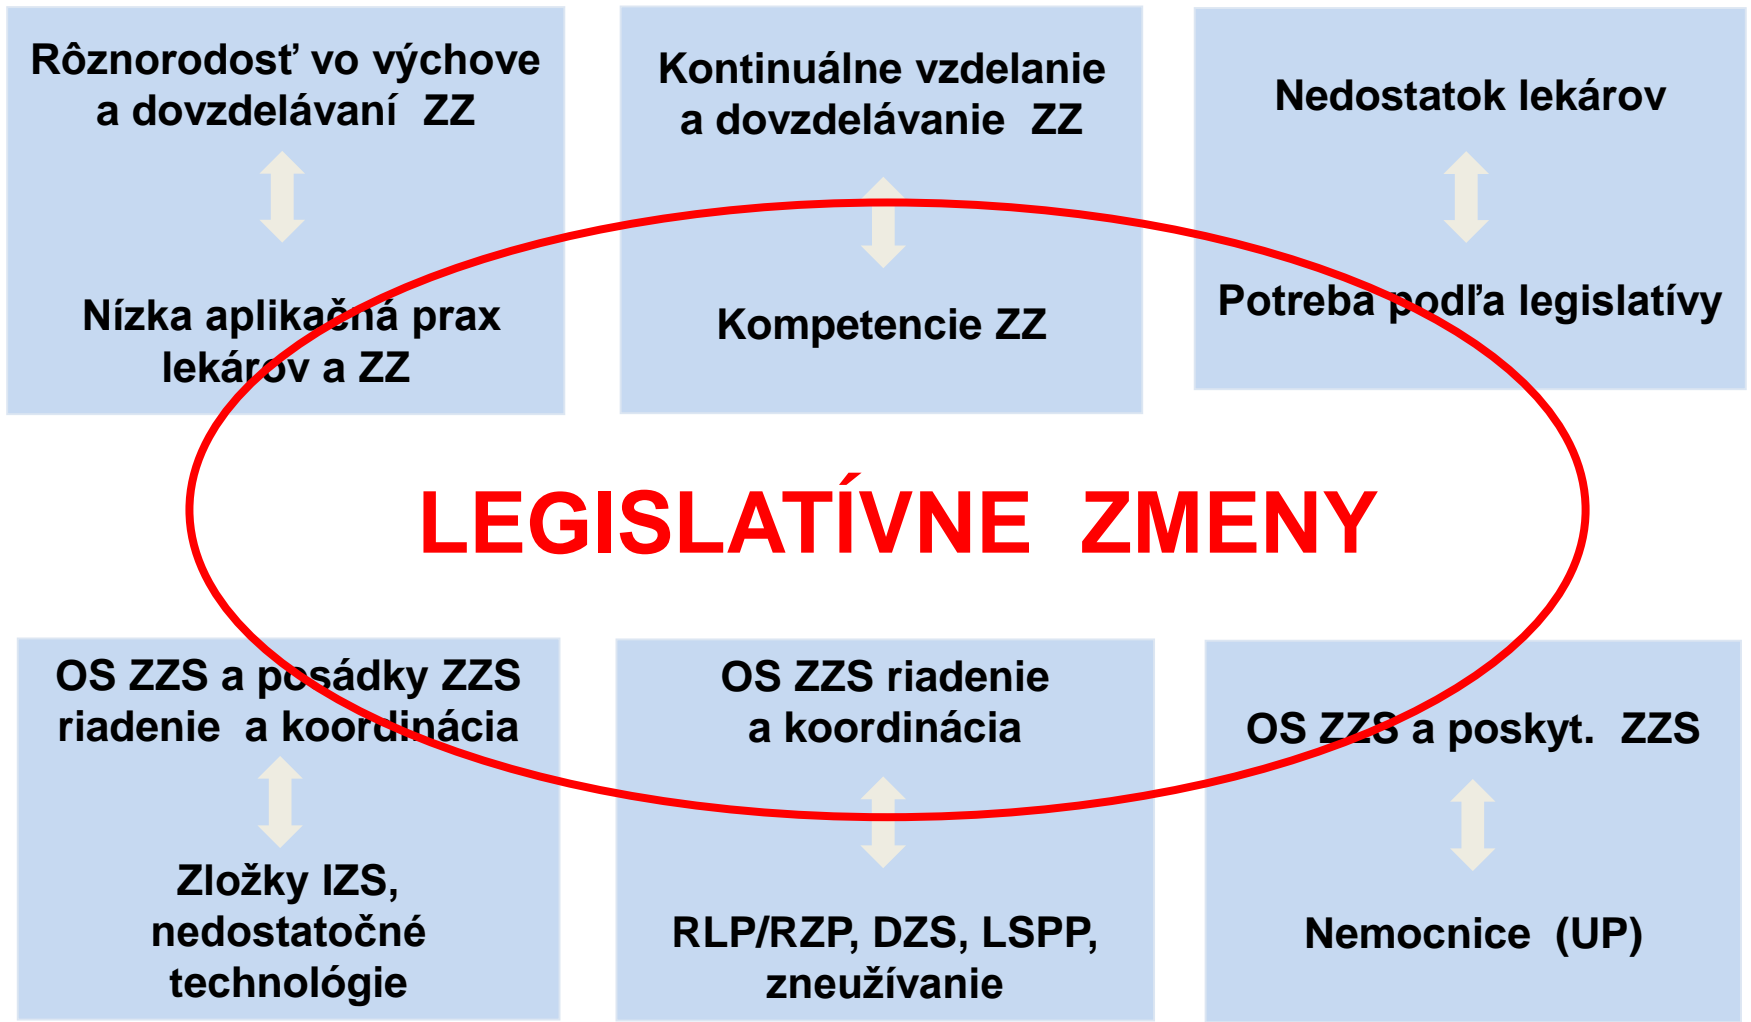 Rôznorodosť vo výchove
a dovzdelávaní ZZ
Nízka aplikačná prax
lekárov a ZZ
Kontinuálne vzdelanie
a dovzdelávanie ZZ
Kompetencie ZZ
Nedostatok lekárov
Potreba podľa legislatívy
LEGISLATÍVNE ZMENY
OS ZZS a posádky ZZS
riadenie a koordinácia
Zložky IZS,
nedostatočné
technológie
OS ZZS riadenie
a koordinácia
RLP/RZP, DZS, LSPP,
zneužívanie
OS ZZS a poskyt. ZZS
Nemocnice (UP)